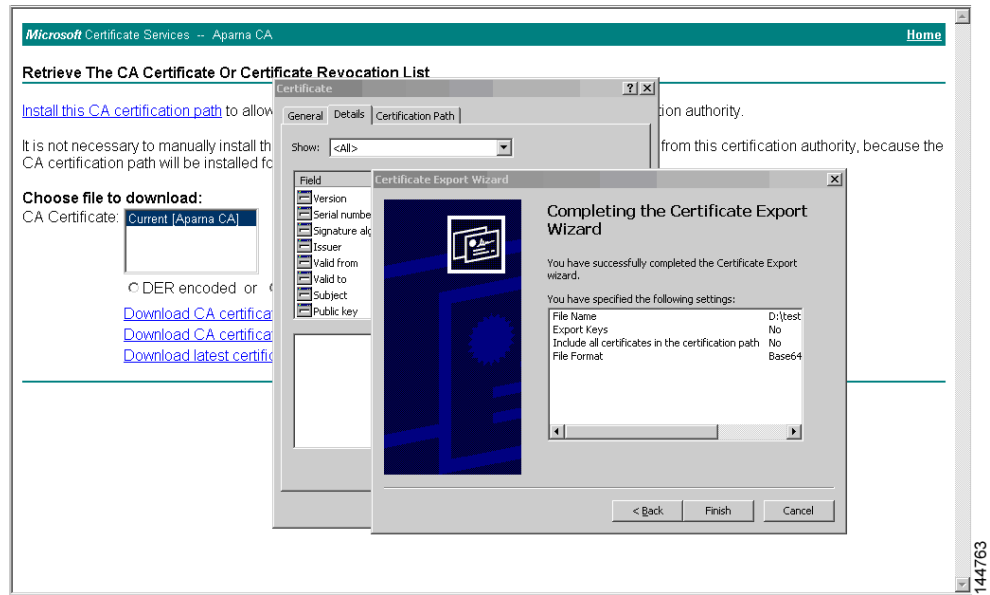 Microsoft Certificate Services -- Aparna CA Home
Retrieve The CA Certificate Or Certificate Revocation List
Install this CA certification path to allow
tion authority.
It is not necessary to manually install th
from this certification authority, because the
CA certification path will be installed fo
Choose file to download:
CA Certificate:
Current [Aparna CA]
DER encoded or
Download CA certifica
Download CA certifica
Download latest certific
Certificate
General Details Certification Path
Show: <All>
Field
Version
Serial numbe
Signature alg
Issuer
Valid from
Valid to
Subject
Public key
Certificate Export Wizard
Completing the Certificate Export
Wizard
You have successfully completed the Certificate Export
wizard.
You have specified the following settings:
File Name D:\test
Export Keys No
Include all certificates in the certification path No
File Format Base64
< Back Finish Cancel
144763